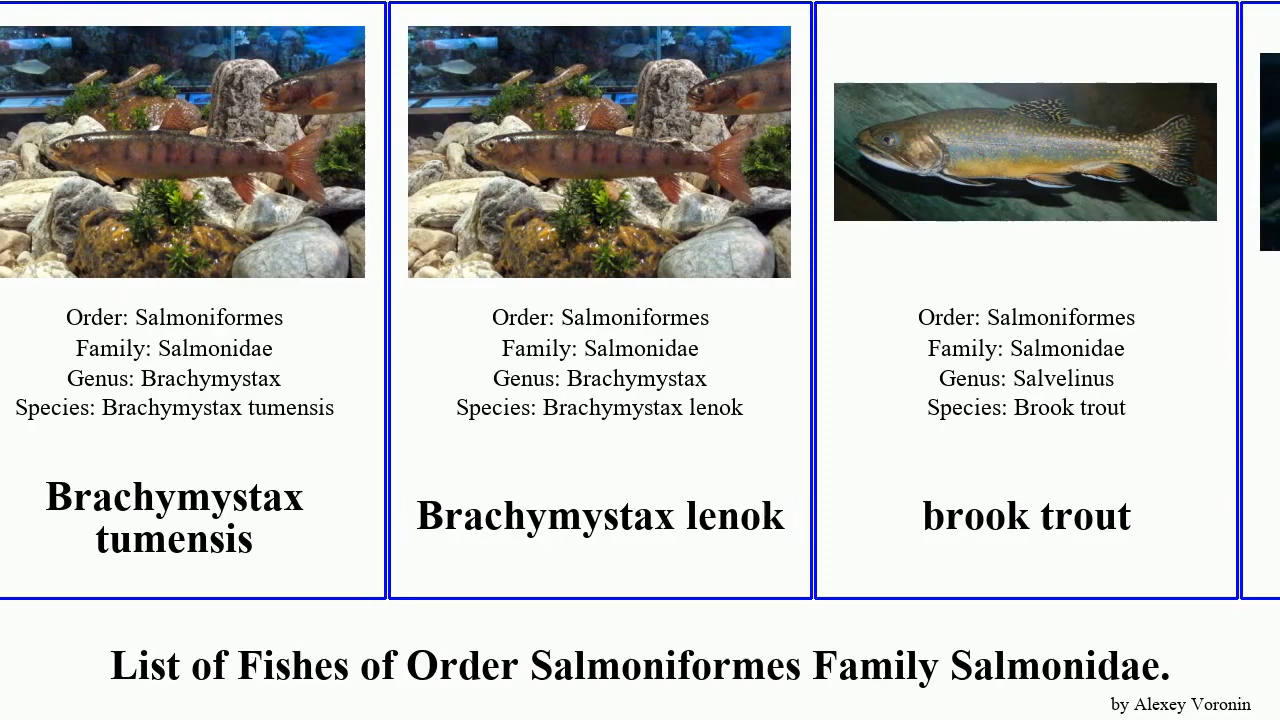 Order: Salmoniformes
Family: Salmonidae
Genus: Brachymystax
Species: Brachymystax tumensis
Brachymystax
tumensis
Order: Salmoniformes
Family: Salmonidae
Genus: Brachymystax
Species: Brachymystax lenok
Brachymystax lenok
Order: Salmoniformes
Family: Salmonidae
Genus: Salvelinus
Species: Brook trout
brook trout
List of Fishes of Order Salmoniformes Family Salmonidae.
by Alexey Voronin